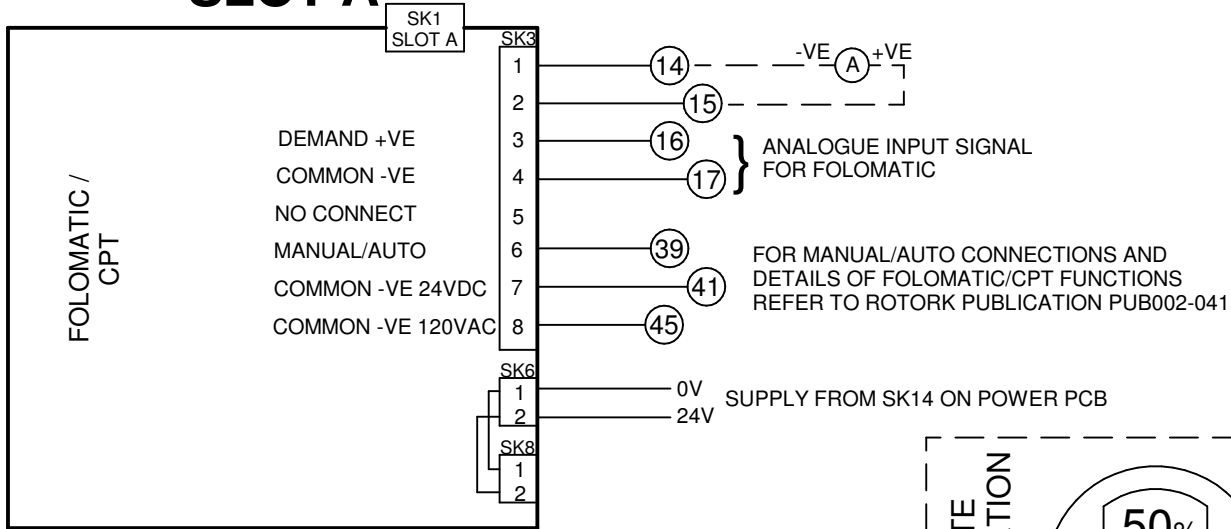 SLOT A
SK1
SLOT A
SK3
1
14
-VE
A
+VE
2
15
DEMAND +VE
3
16
COMMON -VE
4
17
}
ANALOGUE INPUT SIGNAL
FOR FOLOMATIC
NO CONNECT
5
MANUAL/AUTO
6
39
COMMON -VE 24VDC
7
41
COMMON -VE 120VAC
8
45
FOR MANUAL/AUTO CONNECTIONS AND
DETAILS OF FOLOMATIC/CPT FUNCTIONS
REFER TO ROTORK PUBLICATION PUB002-041
FOLOMATIC /
CPT
SK6
1
0V
2
24V
SUPPLY FROM SK14 ON POWER PCB
SK8
1
2
50%